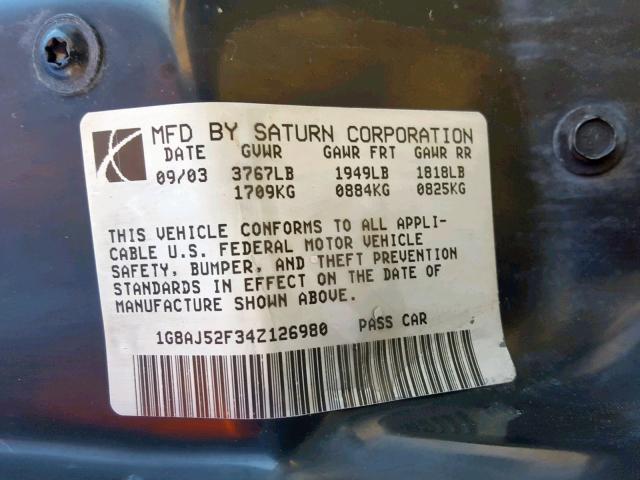 MFD BY SATURN CORPORATION
DATE GVWR GAWR FRT GAWR RR
09/03 3767LB 1949LB 1818LB
1709KG 0884KG 0825KG
THIS VEHICLE CONFORMS TO ALL APPLI-
CABLE U.S. FEDERAL MOTOR VEHICLE
SAFETY, BUMPER, AND THEFT PREVENTION
STANDARDS IN EFFECT ON THE DATE OF
MANUFACTURE SHOWN ABOVE.
1G8AJ52F34Z126980 PASS CAR